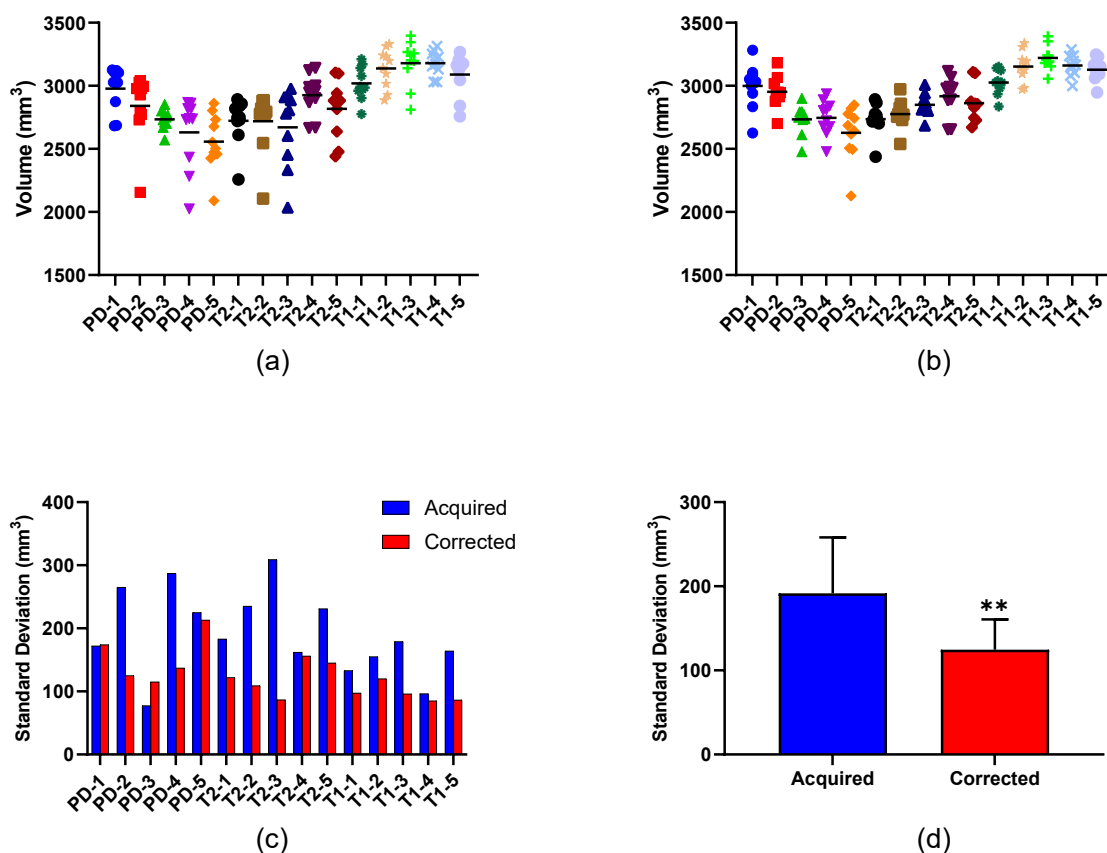 3500
3000
2500
2000
1500
Volume (mm3)
PD-1
PD-2
PD-3
PD-4
PD-5
T2-1
T2-2
T2-3
T2-4
T2-5
T1-1
T1-2
T1-3
T1-4
T1-5
(a)
3500
3000
2500
2000
1500
Volume (mm3)
PD-1
PD-2
PD-3
PD-4
PD-5
T2-1
T2-2
T2-3
T2-4
T2-5
T1-1
T1-2
T1-3
T1-4
T1-5
(b)
400
300
200
100
0
Standard Deviation (mm3)
Acquired
Corrected
PD-1
PD-2
PD-3
PD-4
PD-5
T2-1
T2-2
T2-3
T2-4
T2-5
T1-1
T1-2
T1-3
T1-4
T1-5
(c)
300
200
100
0
Standard Deviation (mm3)
**
Acquired
Corrected
(d)